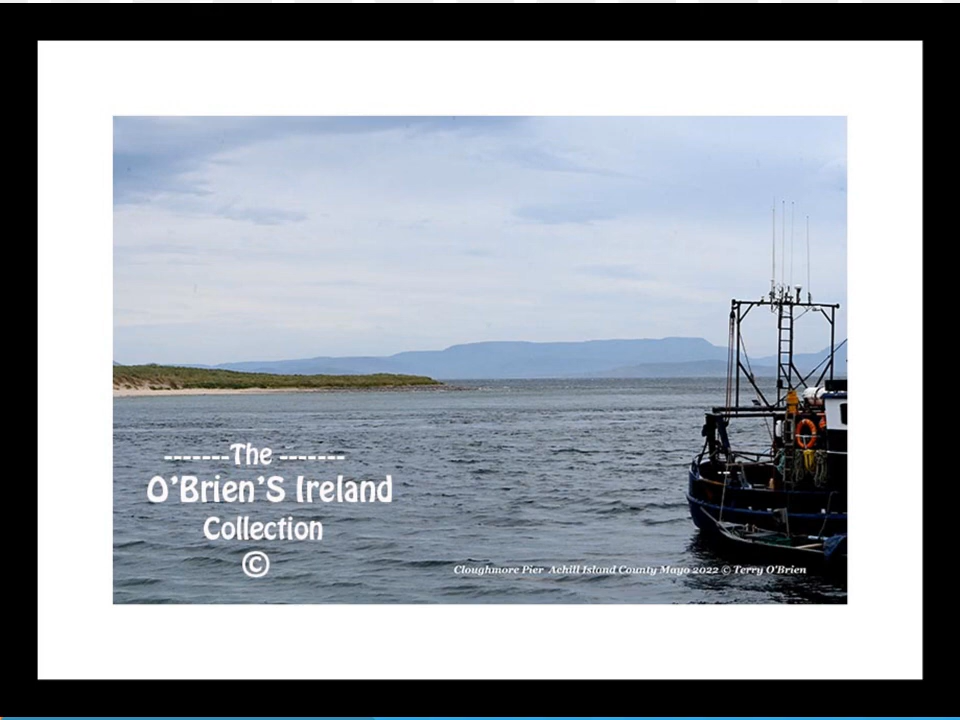 -------The -------
O'Brien'S Ireland
Collection
©
Cloughmore Pier Achill Island County Mayo 2022 © Terry O'Brien